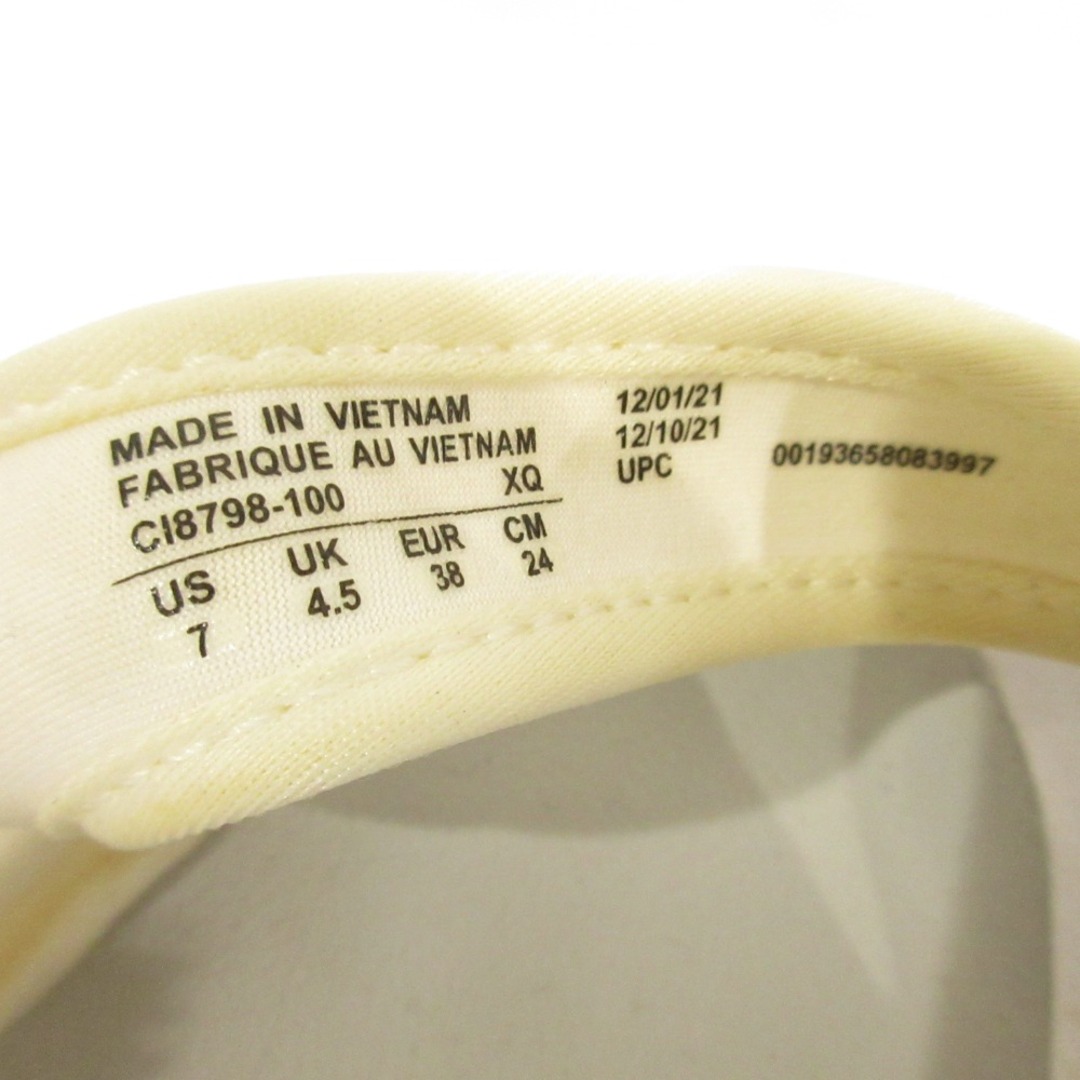 MADE IN VIETNAM
FABRIQUE AU VIETNAM
CI8798-100 XQ
US UK EUR CM
7 4.5 38 24
12/01/21
12/10/21
UPC 00193658083997